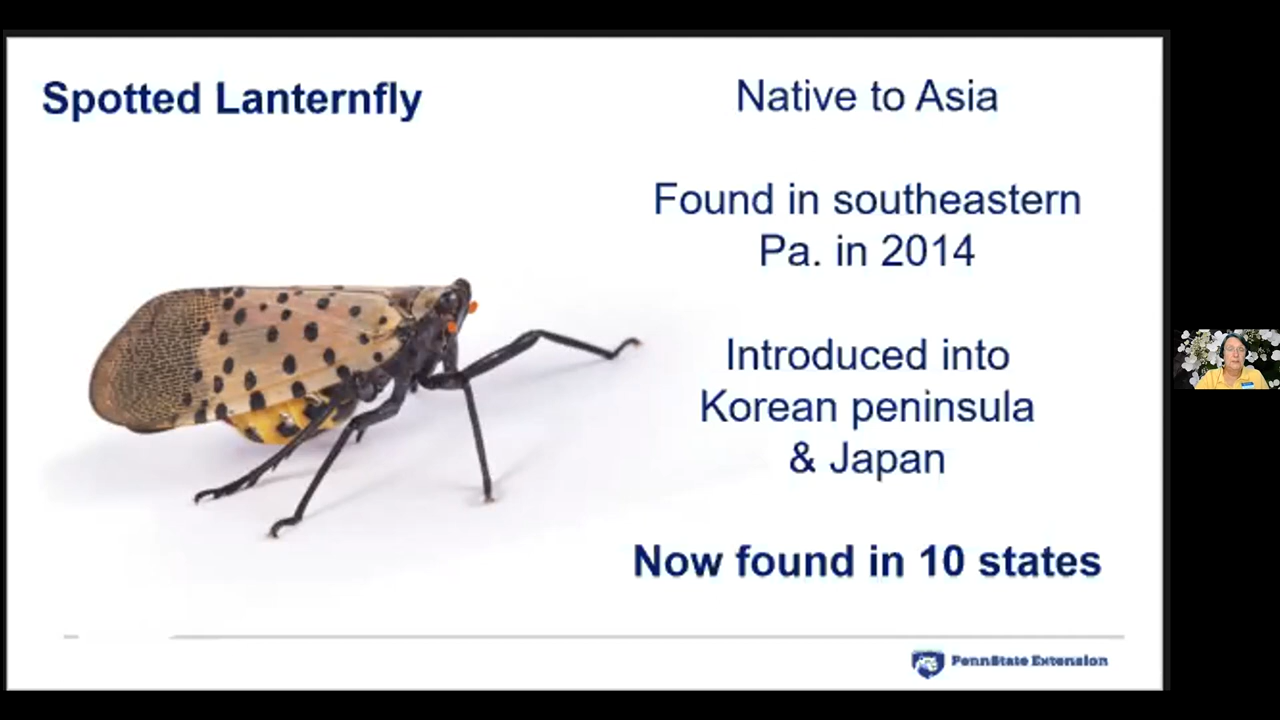 Spotted Lanternfly
Native to Asia
Found in southeastern
Pa. in 2014
Introduced into
Korean peninsula
& Japan
Now found in 10 states
PennState Extension